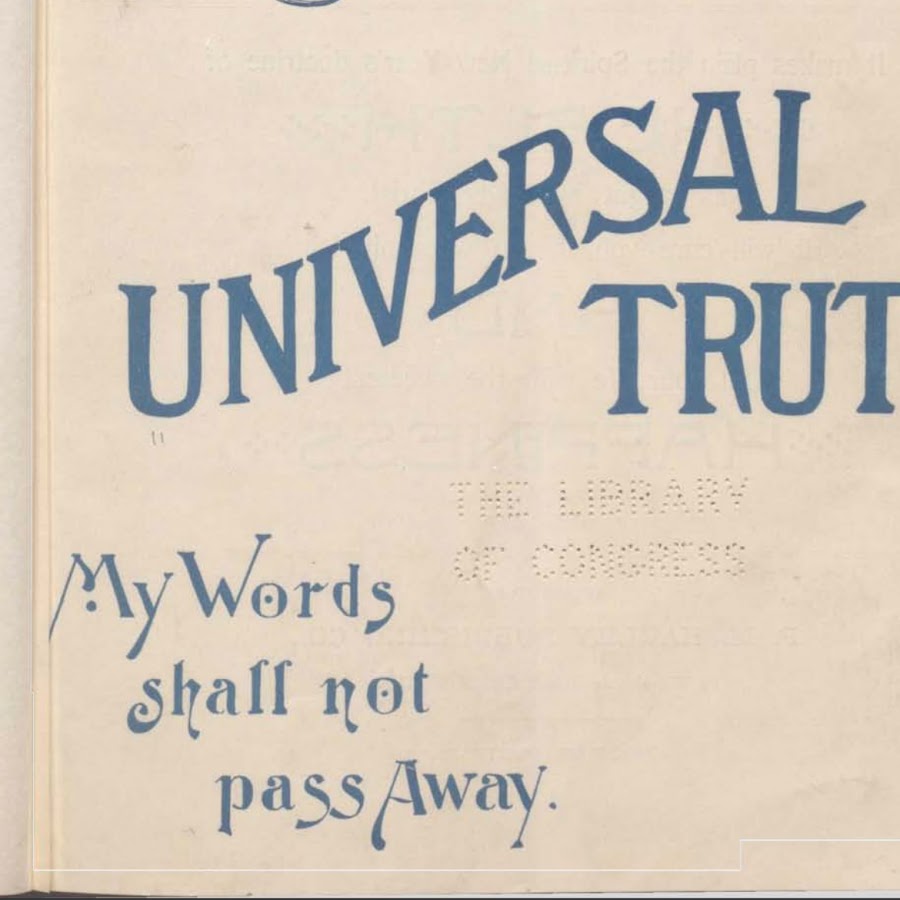 UNIVERSAL
TRUT
THE LIBRARY
OF CONGRESS
My Words
shall not
pass Away.